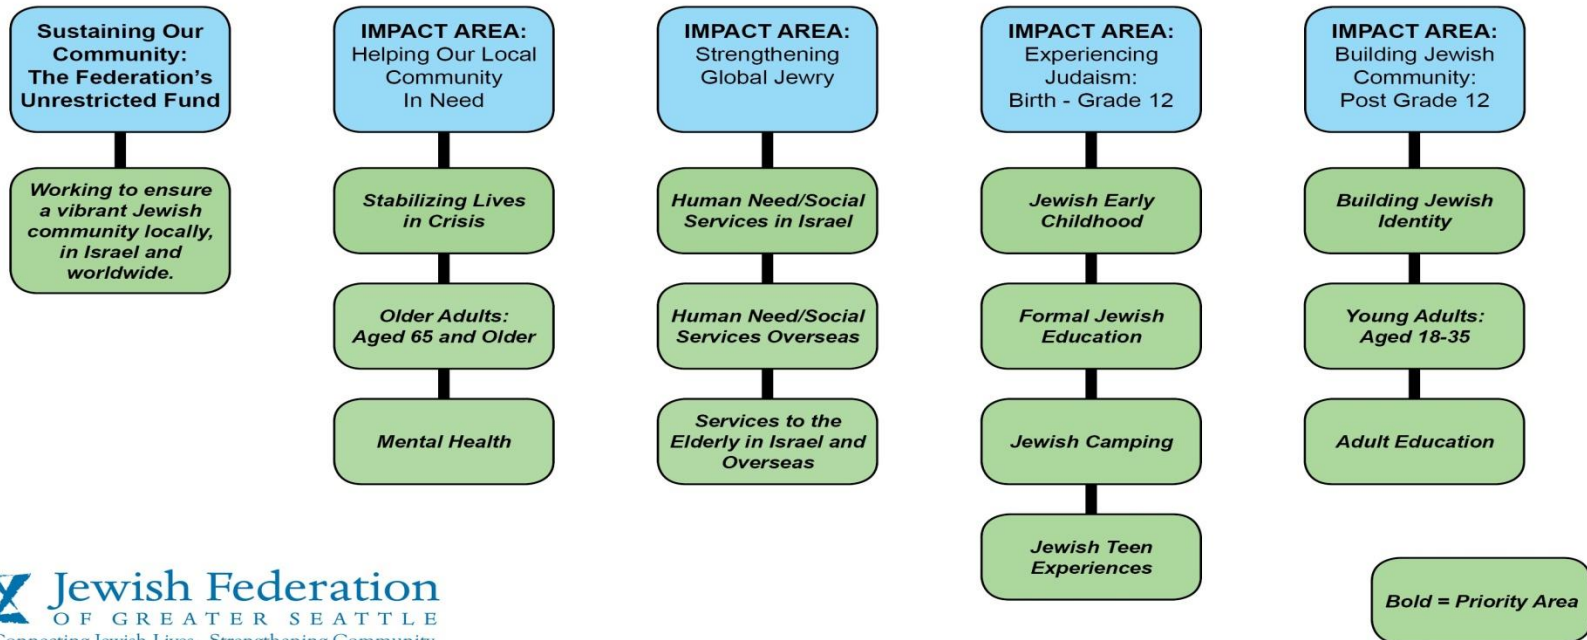 Sustaining Our
Community:
The Federation's
Unrestricted Fund
Working to ensure
a vibrant Jewish
community locally,
in Israel and
worldwide.
IMPACT AREA:
Helping Our Local
Community
In Need
Stabilizing Lives
in Crisis
Older Adults:
Aged 65 and Older
Mental Health
IMPACT AREA:
Strengthening
Global Jewry
Human Need/Social
Services in Israel
Human Need/Social
Services Overseas
Services to the
Elderly in Israel and
Overseas
IMPACT AREA:
Experiencing
Judaism:
Birth - Grade 12
Jewish Early
Childhood
Formal Jewish
Education
Jewish Camping
Jewish Teen
Experiences
IMPACT AREA:
Building Jewish
Community:
Post Grade 12
Building Jewish
Identity
Young Adults:
Aged 18-35
Adult Education
Jewish Federation
OF GREATER SEATTLE
Connecting Jewish Lives. Strengthening Community.
Bold = Priority Area